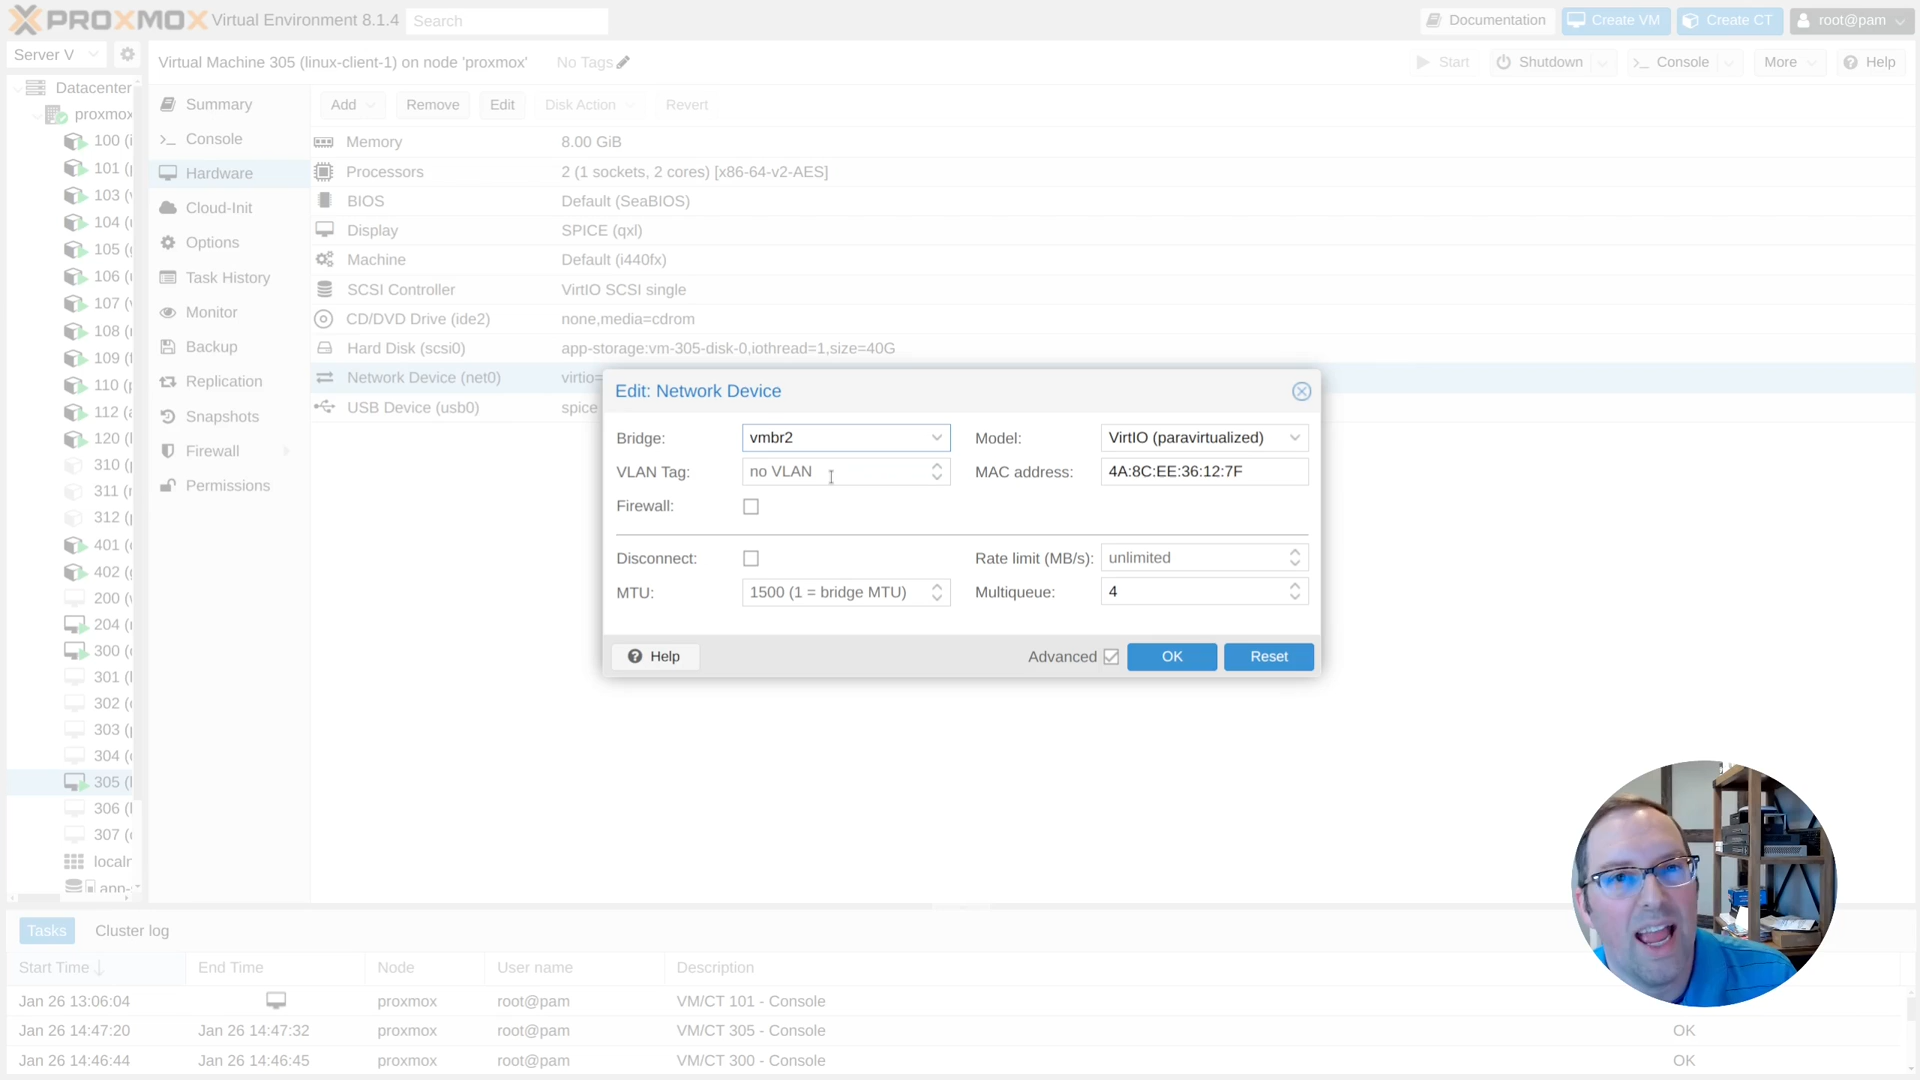 PROXMOX Virtual Environment 8.1.4 Search Documentation Create VM Create CT root@pam
Server V Virtual Machine 305 (linux-client-1) on node 'proxmox' No Tags Start Shutdown Console More Help
Datacenter
proxmox
100 (i
101 (
103 (
104 (
105 (
106 (
107 (
108 (
109 (
110 (
112 (
120 (
310 (
311 (
312 (
401 (
402 (
200 (
204 (
300 (
301 (
302 (
303 (
304 (
305 (l
306 (l
307 (
localn
app-
Summary
Console
Hardware
Cloud-Init
Options
Task History
Monitor
Backup
Replication
Snapshots
Firewall
Permissions
Add Remove Edit Disk Action Revert
Memory 8.00 GiB
Processors 2 (1 sockets, 2 cores) [x86-64-v2-AES]
BIOS Default (SeaBIOS)
Display SPICE (qxl)
Machine Default (i440fx)
SCSI Controller VirtIO SCSI single
CD/DVD Drive (ide2) none,media=cdrom
Hard Disk (scsi0) app-storage:vm-305-disk-0,iothread=1,size=40G
Network Device (net0) virtio=
USB Device (usb0) spice
Edit: Network Device
Bridge: vmbr2 Model: VirtIO (paravirtualized)
VLAN Tag: no VLAN MAC address: 4A:8C:EE:36:12:7F
Firewall:
Disconnect: Rate limit (MB/s): unlimited
MTU: 1500 (1 = bridge MTU) Multiqueue: 4
Help Advanced OK Reset
Tasks Cluster log
Start Time End Time Node User name Description
Jan 26 13:06:04 proxmox root@pam VM/CT 101 - Console
Jan 26 14:47:20 Jan 26 14:47:32 proxmox root@pam VM/CT 305 - Console OK
Jan 26 14:46:44 Jan 26 14:46:45 proxmox root@pam VM/CT 300 - Console OK